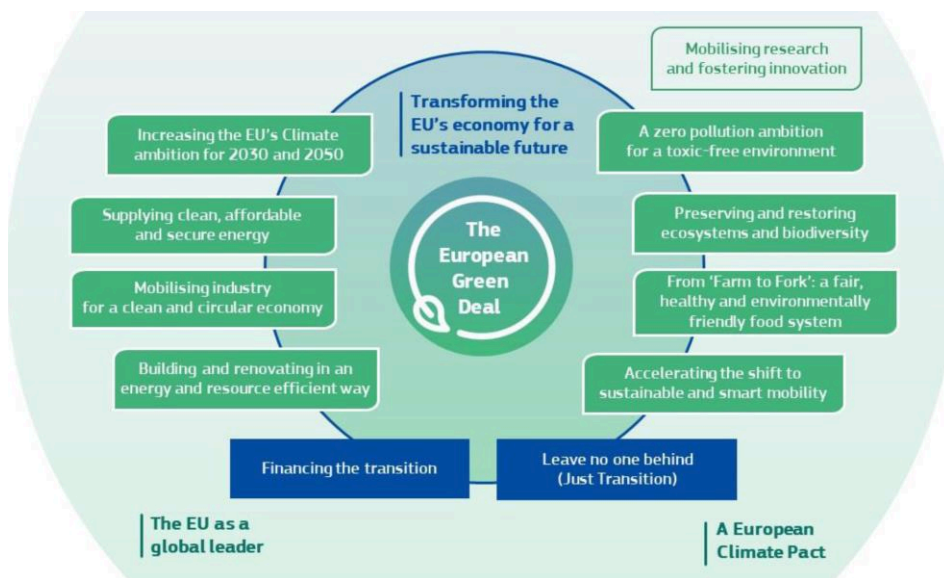 Mobilising research
and fostering innovation
Transforming the
EU's economy for a
sustainable future
Increasing the EU's Climate
ambition for 2030 and 2050
A zero pollution ambition
for a toxic-free environment
Supplying clean, affordable
and secure energy
Preserving and restoring
ecosystems and biodiversity
The
European
Green
Deal
Mobilising industry
for a clean and circular economy
From 'Farm to Fork': a fair,
healthy and environmentally
friendly food system
Building and renovating in an
energy and resource efficient way
Accelerating the shift to
sustainable and smart mobility
Financing the transition
Leave no one behind
(Just Transition)
The EU as a
global leader
A European
Climate Pact